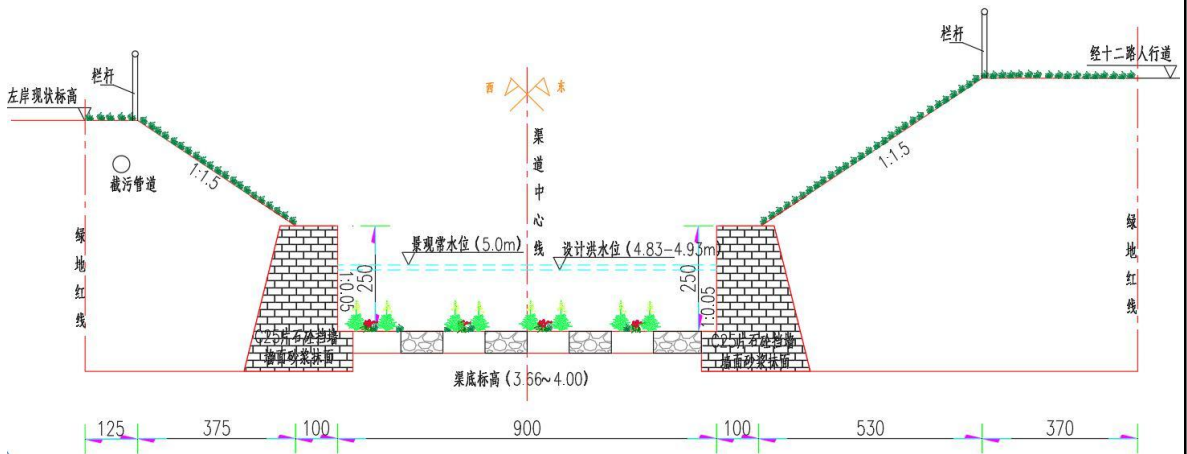 栏杆
经十二路人行道
栏杆
左岸现状标高
西 东
渠道中心线
1:1.5
1:1.5
截污管道
绿地红线
绿地红线
景观常水位(5.0m)
设计洪水位(4.83-4.93m)
1:0.05
250
250
1:0.05
C25片石砼挡墙
墙面砂浆抹面
C25片石砼挡墙
墙面砂浆抹面
渠底标高(3.66~4.00)
125 375 100 900 100 530 370